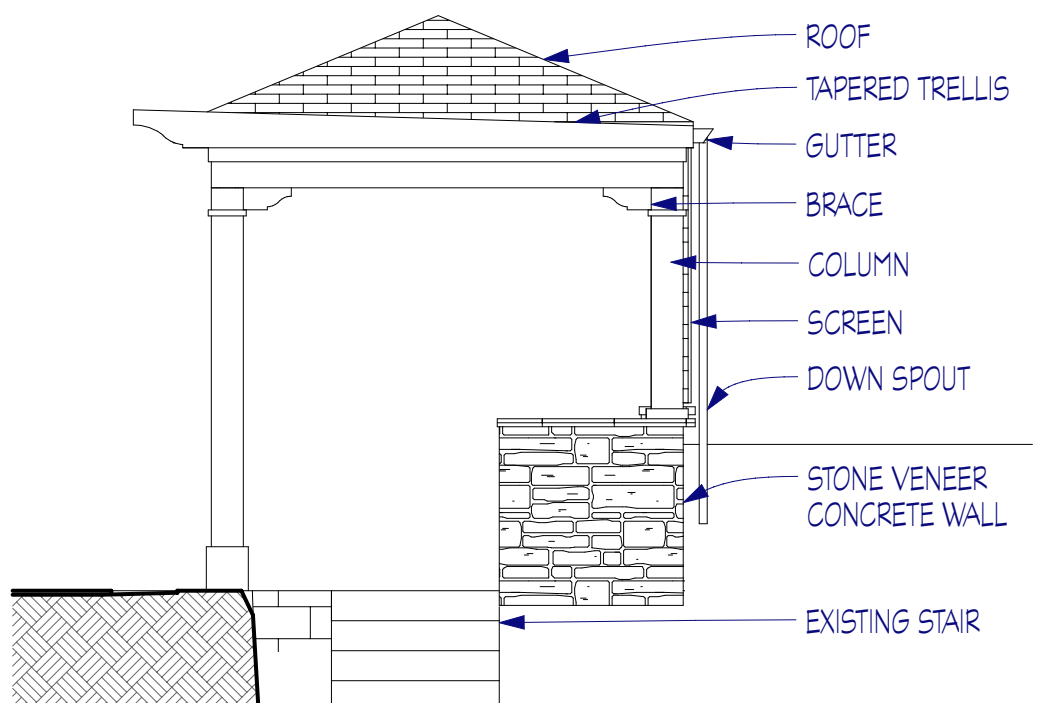 ROOF
TAPERED TRELLIS
GUTTER
BRACE
COLUMN
SCREEN
DOWN SPOUT
STONE VENEER
CONCRETE WALL
EXISTING STAIR